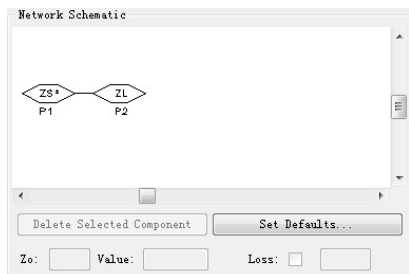 Network Schematic
ZS* ZL
P1 P2
Delete Selected Component Set Defaults...
Zo: Value: Loss: